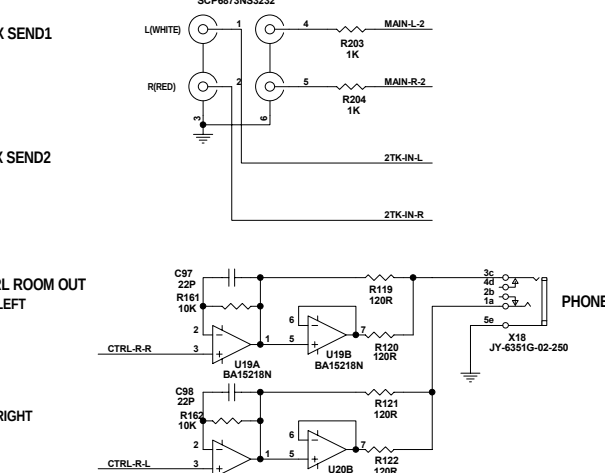 SCP6873NS3232
X SEND1
L(WHITE)
1
4
MAIN-L-2
R203
1K
R(RED)
2
5
MAIN-R-2
R204
1K
3
6
X SEND2
2TK-IN-L
2TK-IN-R
RL ROOM OUT
LEFT
C97
22P
R161
10K
2
3
1
CTRL-R-R
U19A
BA15218N
6
5
7
U19B
BA15218N
R119
120R
R120
120R
3c
4d
2b
1a
5e
PHONE
X18
JY-6351G-02-250
RIGHT
C98
22P
R162
10K
2
3
1
CTRL-R-L
6
5
7
U20B
R121
120R
R122
120R